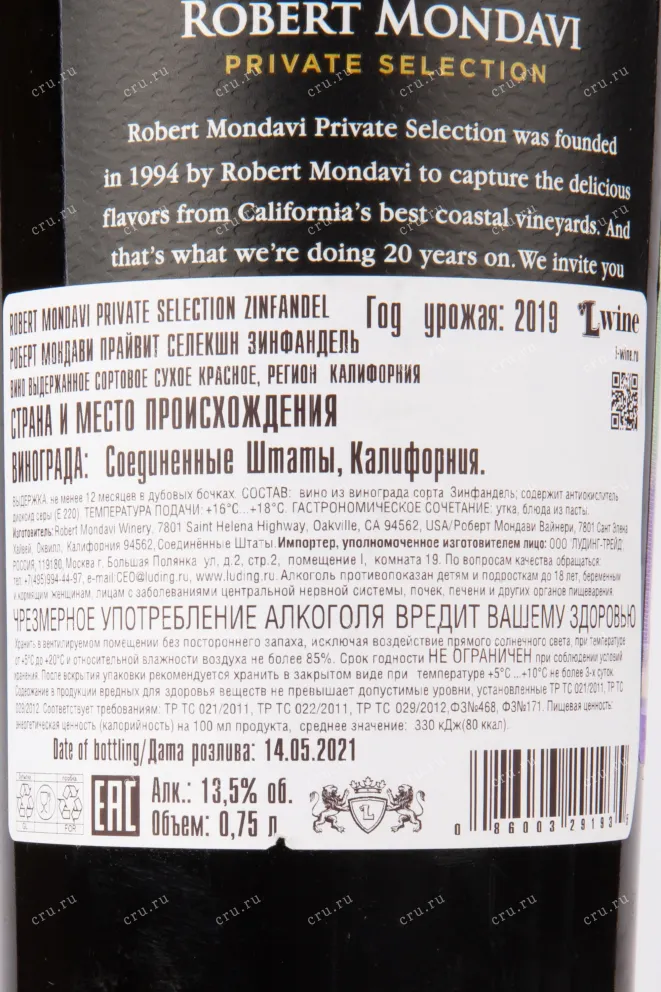 ROBERT MONDAVI
PRIVATE SELECTION
Robert Mondavi Private Selection was founded
in 1994 by Robert Mondavi to capture the delicious
flavors from California's best coastal vineyards. And
that's what we're doing 20 years on. We invite you
ROBERT MONDAVI PRIVATE SELECTION ZINFANDEL
Год урожая: 2019
Lwine
l-wine.ru
РОБЕРТ МОНДАВИ ПРАЙВИТ СЕЛЕКШН ЗИНФАНДЕЛЬ
ВИНО ВЫДЕРЖАННОЕ СОРТОВОЕ СУХОЕ КРАСНОЕ, РЕГИОН КАЛИФОРНИЯ
СТРАНА И МЕСТО ПРОИСХОЖДЕНИЯ
ВИНОГРАДА: Соединенные Штаты, Калифорния.
ВЫДЕРЖКА: не менее 12 месяцев в дубовых бочках. СОСТАВ: вино из винограда сорта Зинфандель; содержит антиокислитель
диоксид серы (Е 220). ТЕМПЕРАТУРА ПОДАЧИ: +16°С...+18°С. ГАСТРОНОМИЧЕСКОЕ СОЧЕТАНИЕ: утка, блюда из пасты.
Изготовитель: Robert Mondavi Winery, 7801 Saint Helena Highway, Oakville, CA 94562, USA/Роберт Мондави Вайнери, 7801 Сант Элена
Хайвей, Оквилл, Калифорния 94562, Соединённые Штаты. Импортер, уполномоченное изготовителем лицо: ООО "ЛУДИНГ-ТРЕЙД",
РОССИЯ, 119180, Москва г, Большая Полянка ул, д.2, стр.2, помещение I, комната 19. По вопросам качества обращаться:
тел: +7(495)994-44-97, e-mail: CEO@luding.ru, www.luding.ru. Алкоголь противопоказан детям и подросткам до 18 лет, беременным
и кормящим женщинам, лицам с заболеваниями центральной нервной системы, почек, печени и других органов пищеварения.
ЧРЕЗМЕРНОЕ УПОТРЕБЛЕНИЕ АЛКОГОЛЯ ВРЕДИТ ВАШЕМУ ЗДОРОВЬЮ
Хранить в вентилируемом помещении без постороннего запаха, исключая воздействие прямого солнечного света, при температуре
от +5°С до +20°С и относительной влажности воздуха не более 85%. Срок годности НЕ ОГРАНИЧЕН при соблюдении условий
хранения. После вскрытия упаковки рекомендуется хранить в закрытом виде при температуре +5°С...+10°С не более 3-х суток.
Содержание в продукции вредных для здоровья веществ не превышает допустимые уровни, установленные ТР ТС 021/2011, ТР ТС
029/2012. Соответствует требованиям: ТР ТС 021/2011, ТР ТС 022/2011, ТР ТС 029/2012, ФЗ№468, ФЗ№171. Пищевая ценность:
энергетическая ценность (калорийность) на 100 мл продукта, среднее значение: 330 кДж(80 ккал).
Date of bottling/Дата розлива: 14.05.2021
GL
FOR
EAC
Алк.: 13,5% об.
Объем: 0,75 л
L
0 86003 29193 5
cru.ru